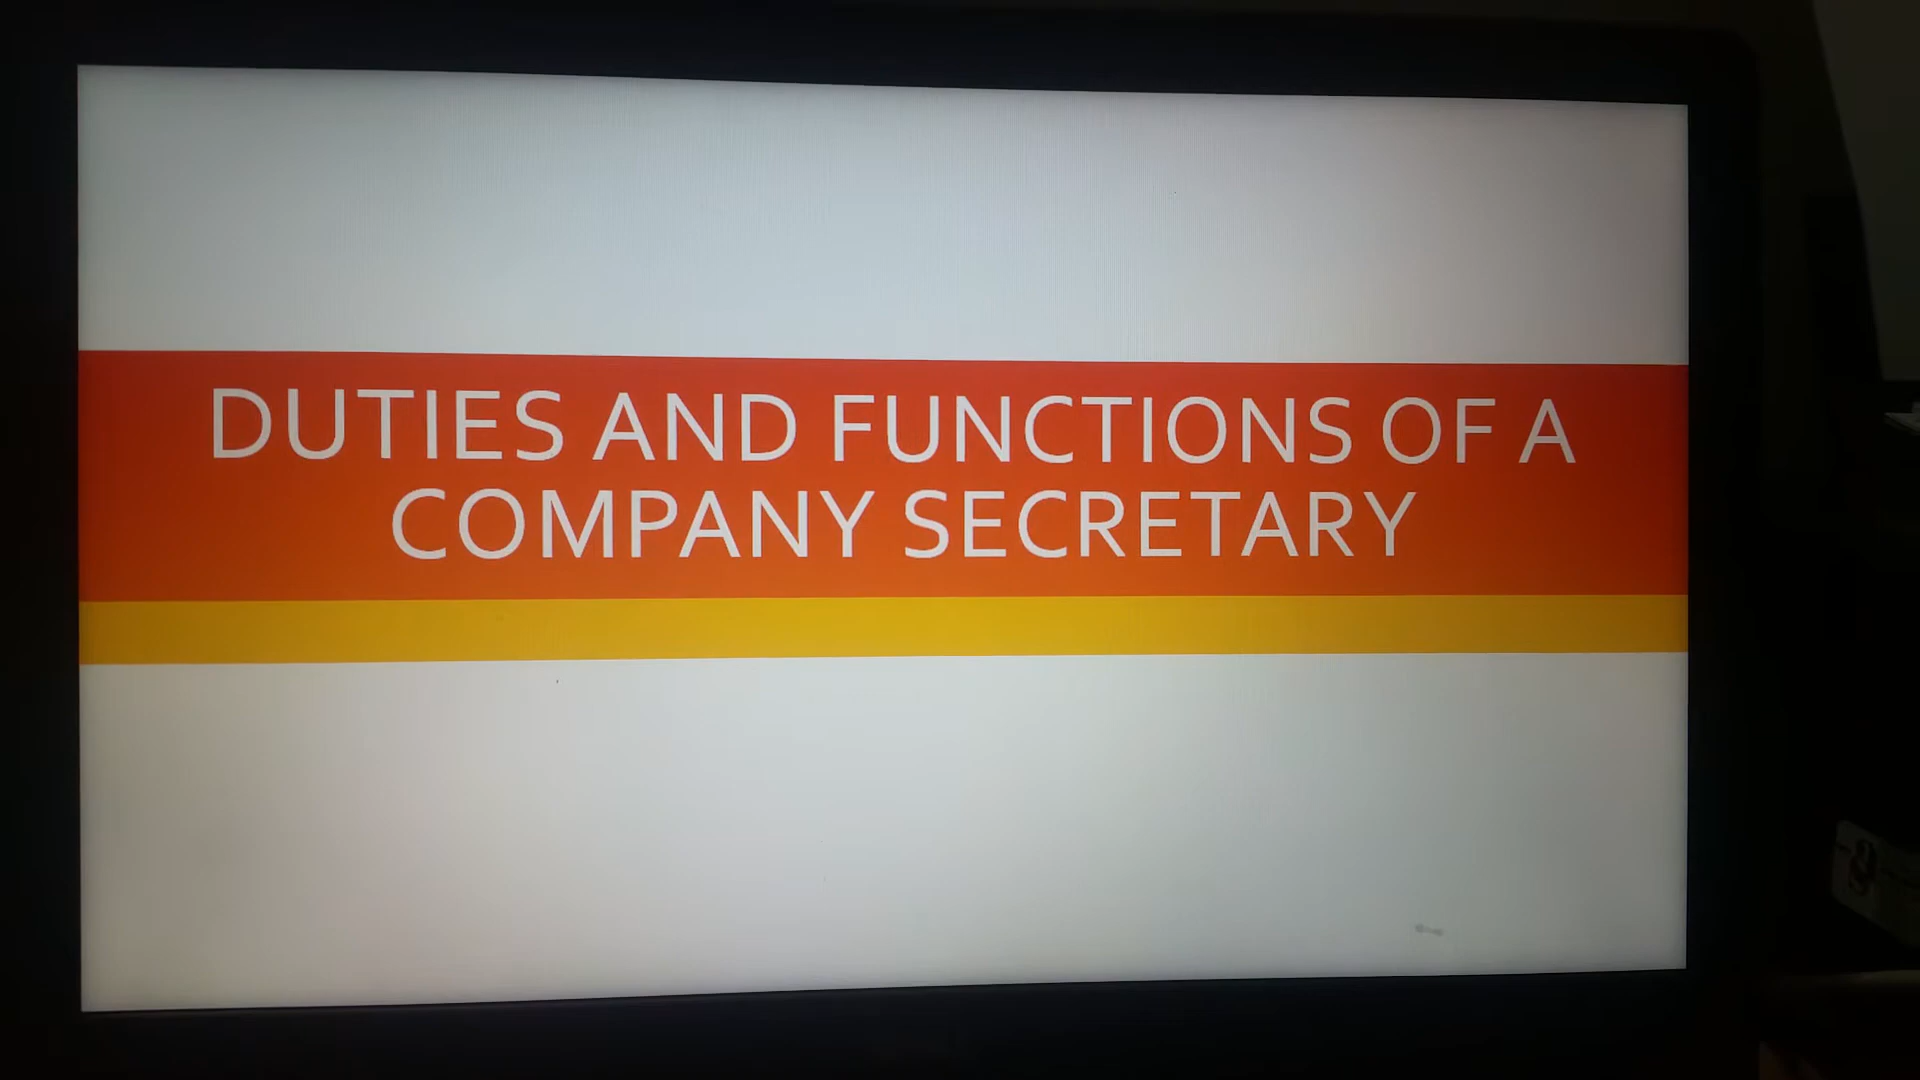 DUTIES AND FUNCTIONS OF A
COMPANY SECRETARY